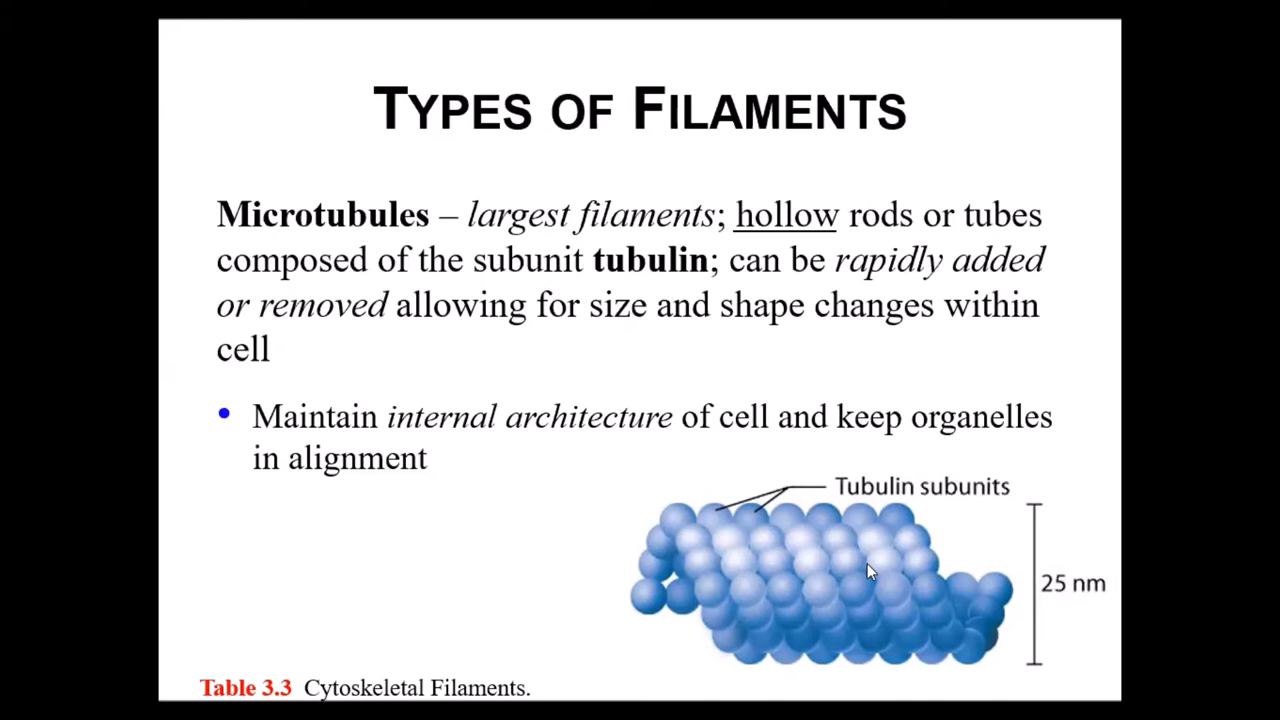 TYPES OF FILAMENTS
Microtubules – largest filaments; hollow rods or tubes
composed of the subunit tubulin; can be rapidly added
or removed allowing for size and shape changes within
cell
• Maintain internal architecture of cell and keep organelles
in alignment
Tubulin subunits
25 nm
Table 3.3 Cytoskeletal Filaments.